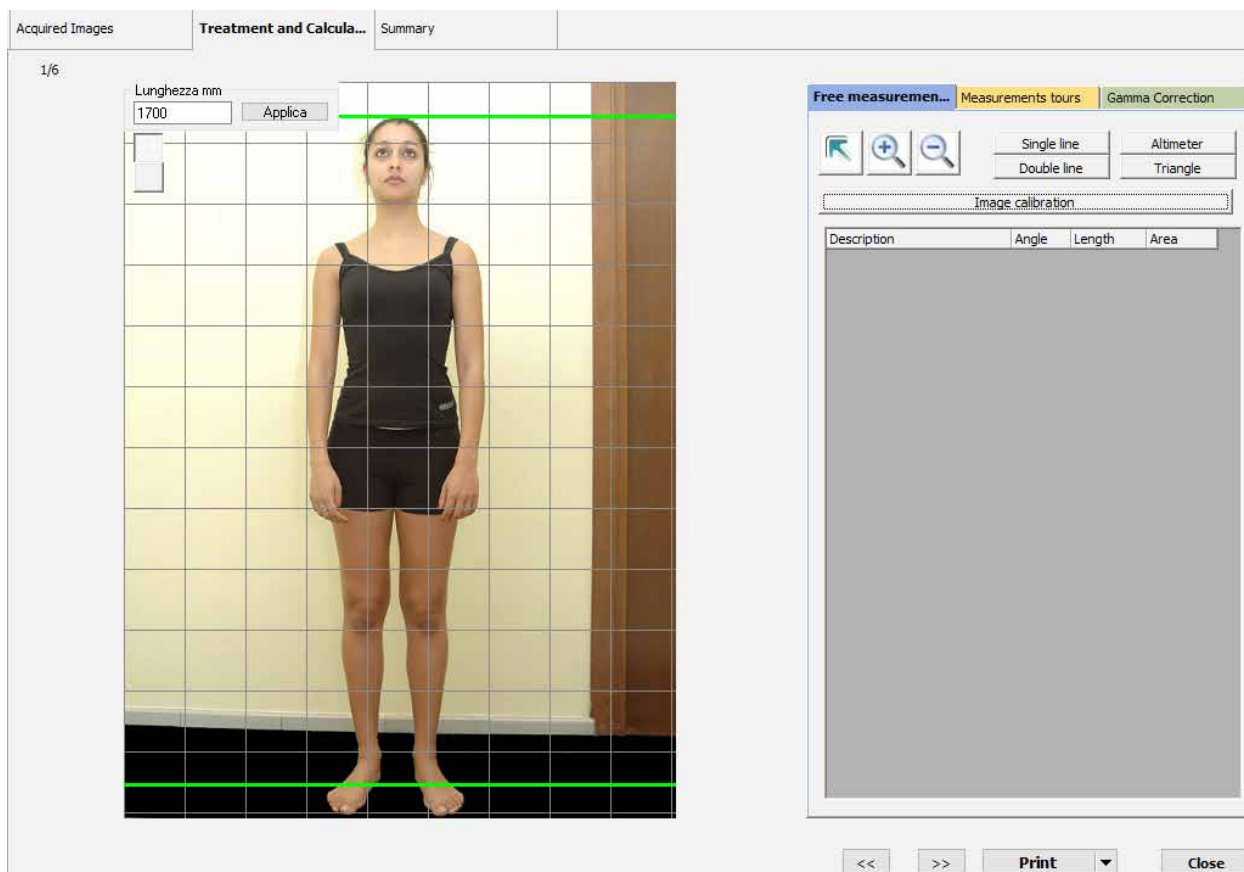 Acquired Images
Treatment and Calcula...
Summary
1/6
Lunghezza mm
1700
Applica
Free measuremen...
Measurements tours
Gamma Correction
Single line
Altimeter
Double line
Triangle
Image calibration
Description
Angle
Length
Area
<<
>>
Print
Close